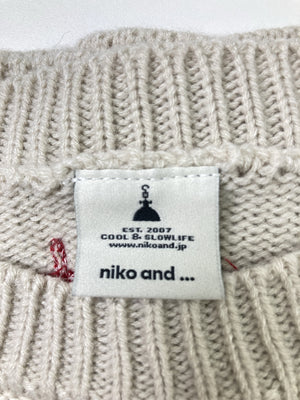 EST. 2007
COOL & SLOWLIFE
www.nikoand.jp
niko and ...